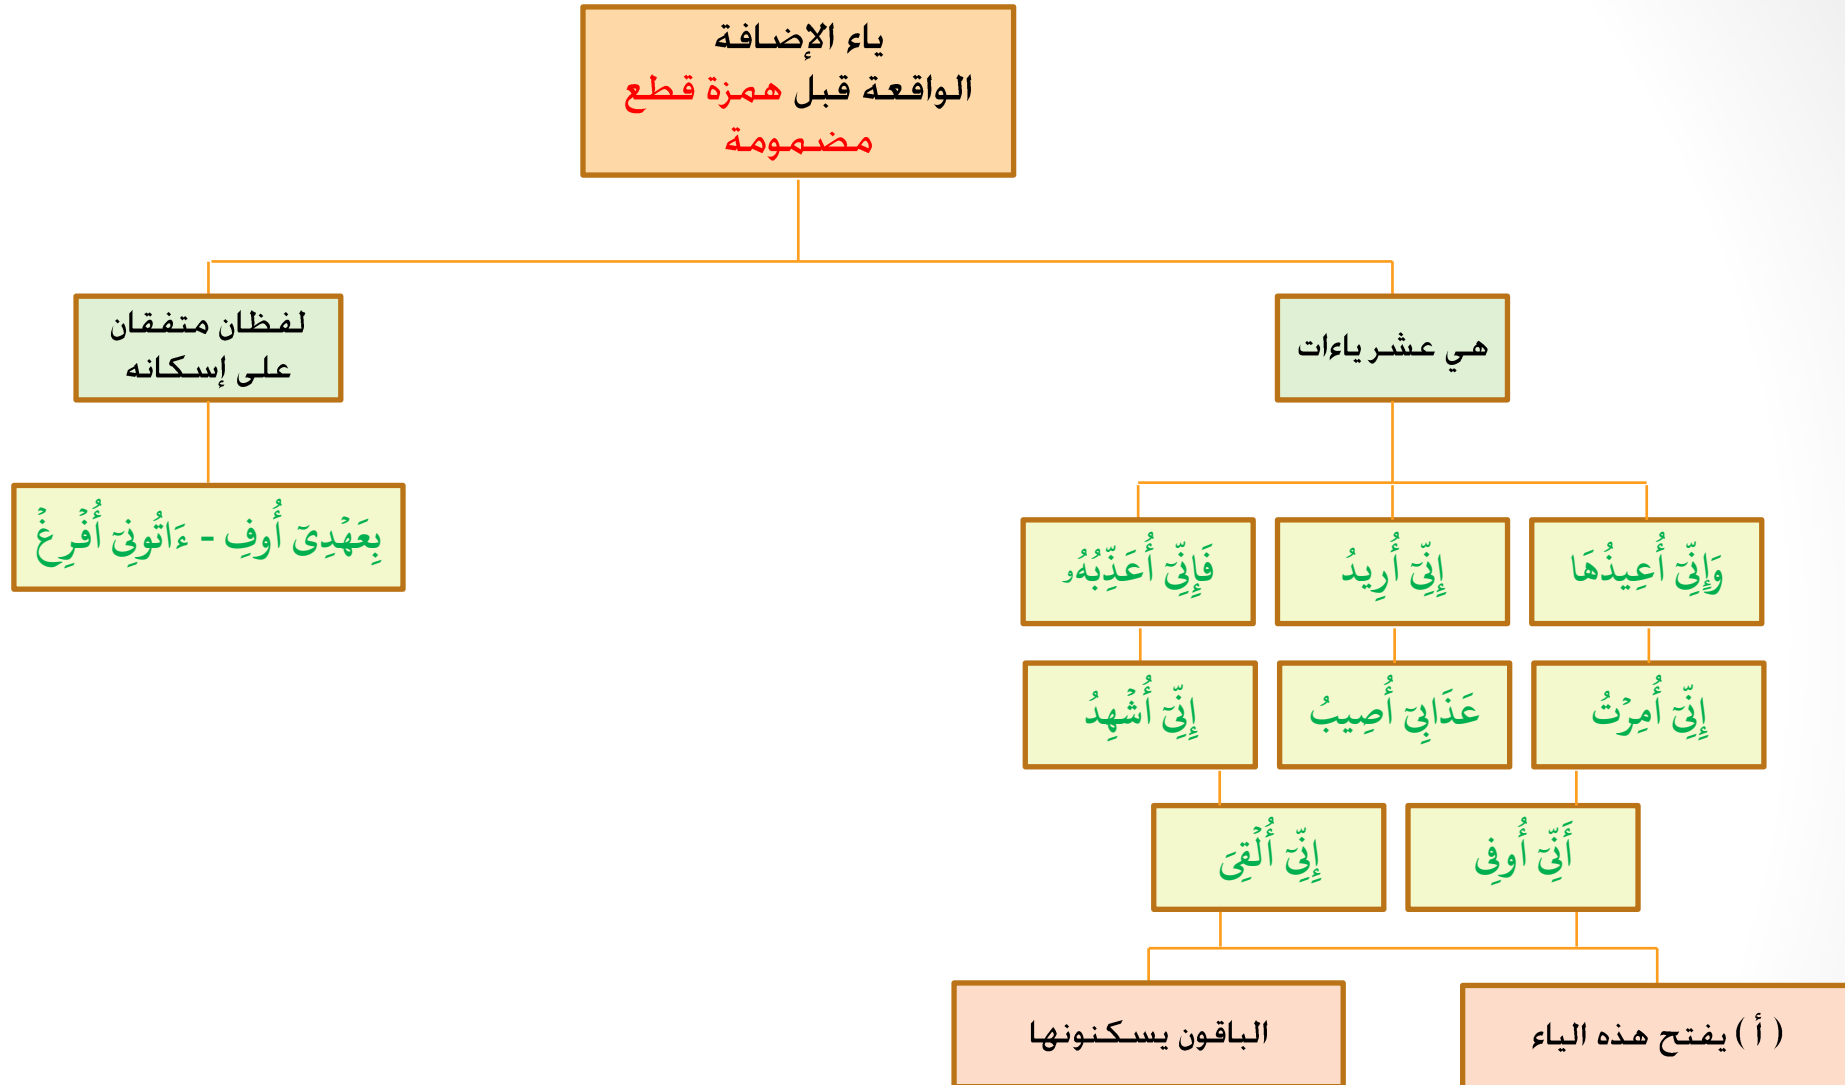 ياء الإضافة
الواقعة قبل همزة قطع
مضمومة
هي عشر ياءات
لفظان متفقان
على إسكانه
وَإِنِّىٓ أُعِيذُهَا
إِنِّىٓ أُرِيدُ
فَإِنِّىٓ أُعَذِّبُهُۥ
بِعَهْدِىٓ أُوفِ - ءَاتُونِىٓ أُفْرِغْ
إِنِّىٓ أُمِرْتُ
عَذَابِىٓ أُصِيبُ
إِنِّىٓ أُشْهِدُ
أَنِّىٓ أُوفِى
إِنِّىٓ أُلْقِىَ
( أ ) يفتح هذه الياء
الباقون يسكنونها